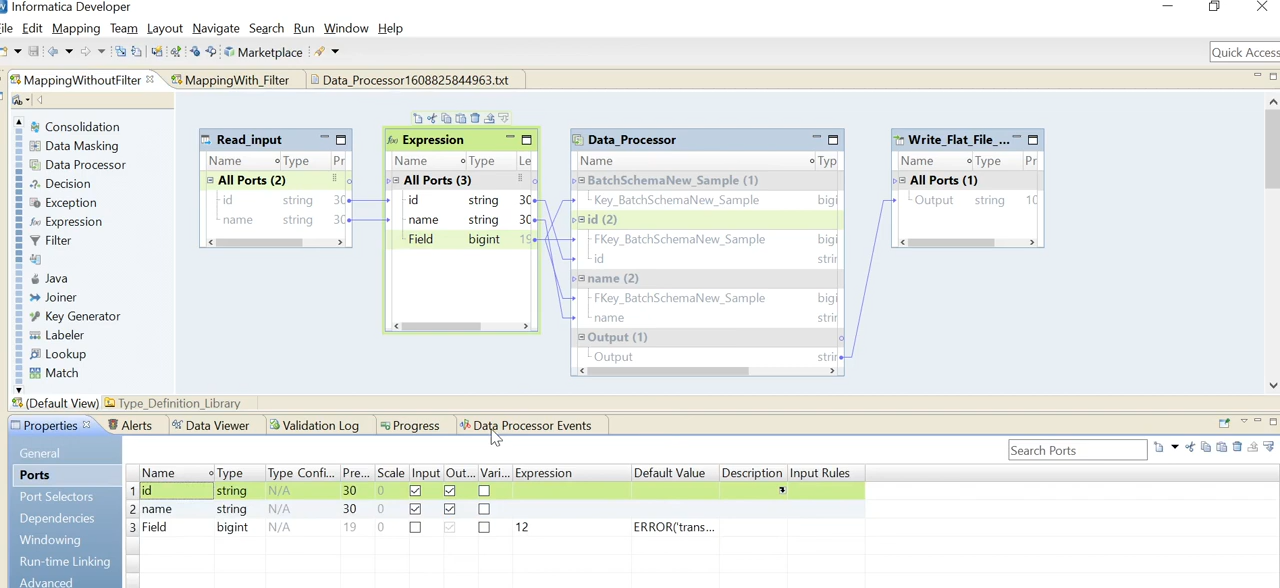 Informatica Developer
ile Edit Mapping Team Layout Navigate Search Run Window Help
Marketplace
Quick Access
MappingWithoutFilter MappingWith_Filter Data_Processor1608825844963.txt
Ab
Consolidation
Data Masking
Data Processor
Decision
Exception
Expression
Filter
Java
Joiner
Key Generator
Labeler
Lookup
Match
Read_input
Name Type Pr
All Ports (2)
id string 30
name string 30
fx Expression
Name Type Le
All Ports (3)
id string 30
name string 30
Field bigint 19
Data_Processor
Name Typ
BatchSchemaNew_Sample (1)
Key_BatchSchemaNew_Sample bigi
id (2)
FKey_BatchSchemaNew_Sample bigi
id strin
name (2)
FKey_BatchSchemaNew_Sample bigi
name strin
Output (1)
Output strin
Write_Flat_File_...
Name Type Pr
All Ports (1)
Output string 10
(Default View) Type_Definition_Library
Properties Alerts Data Viewer Validation Log Progress Data Processor Events
General
Ports
Port Selectors
Dependencies
Windowing
Run-time Linking
Advanced
Search Ports
Name Type Type Confi... Pre... Scale Input Out... Vari... Expression Default Value Description Input Rules
1 id string N/A 30 0
2 name string N/A 30 0
3 Field bigint N/A 19 0 12 ERROR('trans...